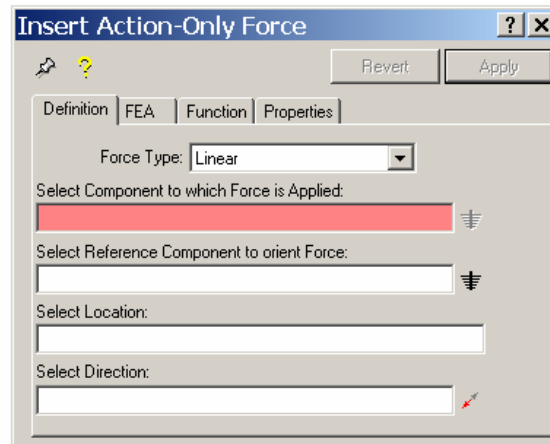 Insert Action-Only Force
Revert Apply
Definition FEA Function Properties
Force Type: Linear
Select Component to which Force is Applied:
Select Reference Component to orient Force:
Select Location:
Select Direction: